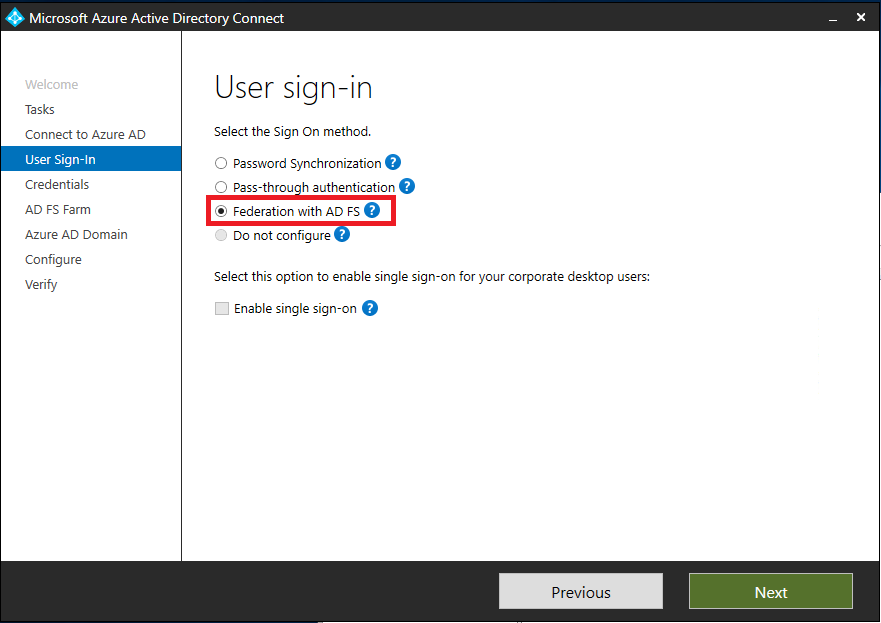 Microsoft Azure Active Directory Connect
Welcome
Tasks
Connect to Azure AD
User Sign-In
Credentials
AD FS Farm
Azure AD Domain
Configure
Verify
User sign-in
Select the Sign On method.
Password Synchronization ?
Pass-through authentication ?
Federation with AD FS ?
Do not configure ?
Select this option to enable single sign-on for your corporate desktop users:
Enable single sign-on ?
Previous
Next